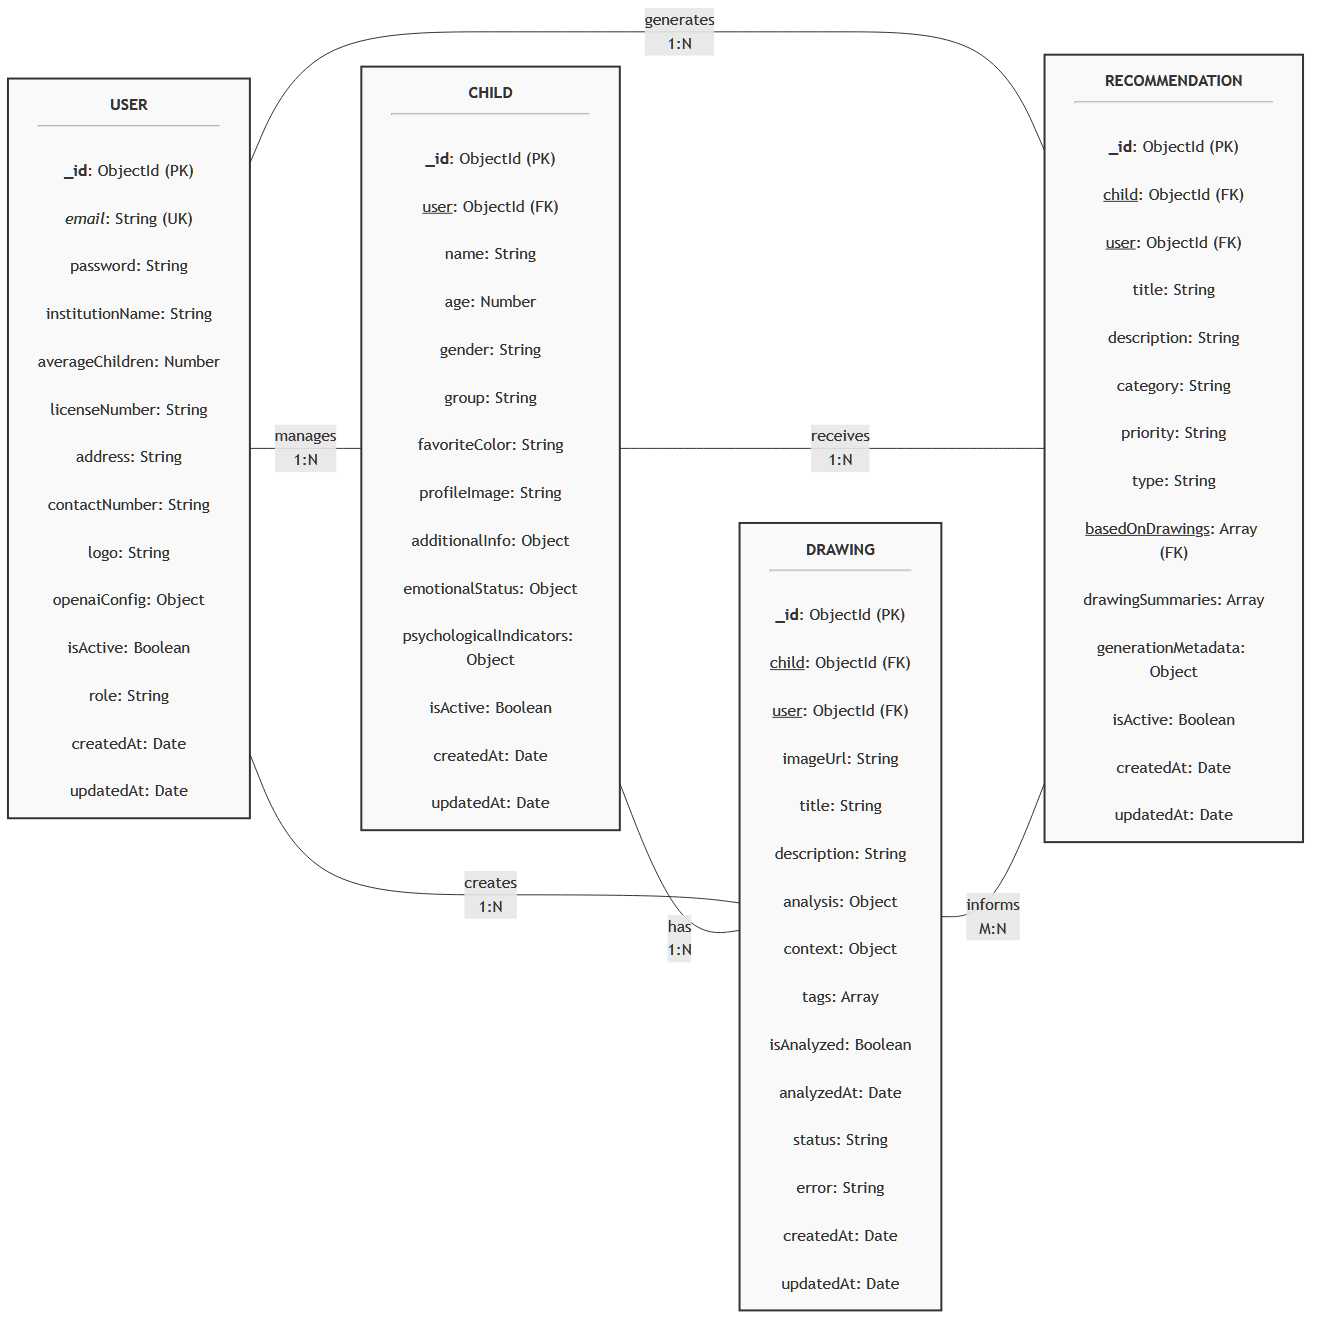 generates
1:N
USER
_id: ObjectId (PK)
email: String (UK)
password: String
institutionName: String
averageChildren: Number
licenseNumber: String
address: String
contactNumber: String
logo: String
openaiConfig: Object
isActive: Boolean
role: String
createdAt: Date
updatedAt: Date
manages
1:N
CHILD
_id: ObjectId (PK)
user: ObjectId (FK)
name: String
age: Number
gender: String
group: String
favoriteColor: String
profileImage: String
additionalInfo: Object
emotionalStatus: Object
psychologicalIndicators:
Object
isActive: Boolean
createdAt: Date
updatedAt: Date
receives
1:N
RECOMMENDATION
_id: ObjectId (PK)
child: ObjectId (FK)
user: ObjectId (FK)
title: String
description: String
category: String
priority: String
type: String
basedOnDrawings: Array
(FK)
drawingSummaries: Array
generationMetadata:
Object
isActive: Boolean
createdAt: Date
updatedAt: Date
creates
1:N
has
1:N
DRAWING
_id: ObjectId (PK)
child: ObjectId (FK)
user: ObjectId (FK)
imageUrl: String
title: String
description: String
analysis: Object
context: Object
tags: Array
isAnalyzed: Boolean
analyzedAt: Date
status: String
error: String
createdAt: Date
updatedAt: Date
informs
M:N